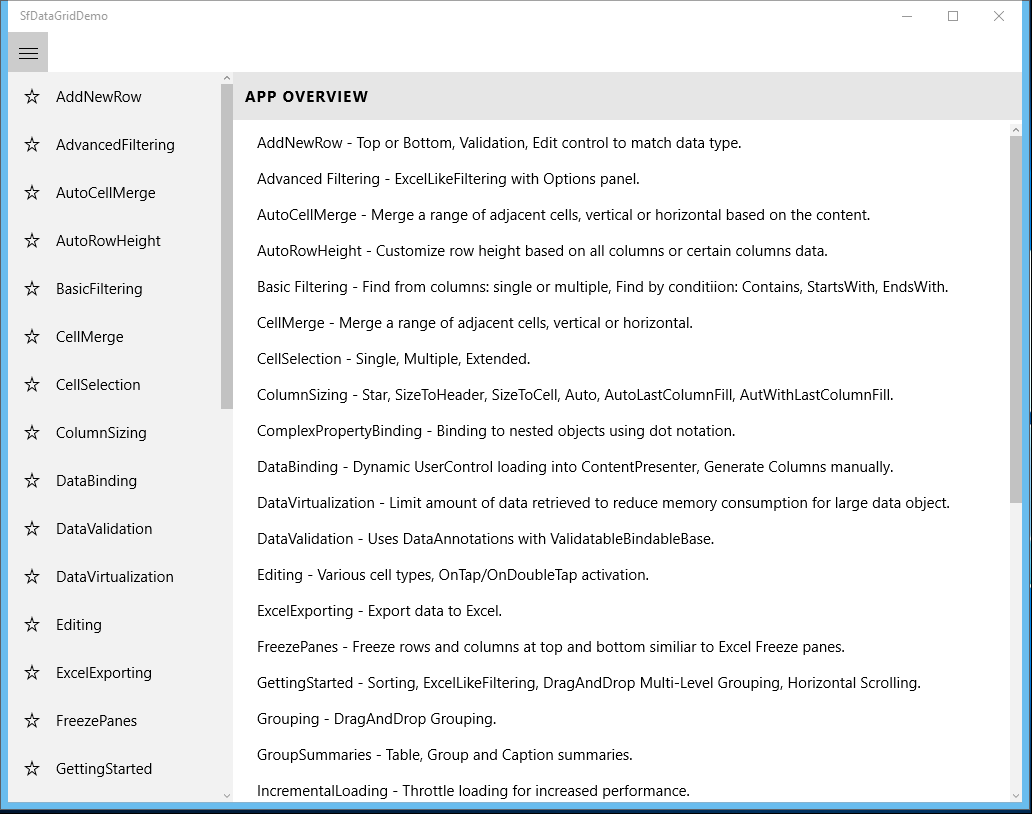 SfDataGridDemo
AddNewRow
AdvancedFiltering
AutoCellMerge
AutoRowHeight
BasicFiltering
CellMerge
CellSelection
ColumnSizing
DataBinding
DataValidation
DataVirtualization
Editing
ExcelExporting
FreezePanes
GettingStarted
APP OVERVIEW
AddNewRow - Top or Bottom, Validation, Edit control to match data type.
Advanced Filtering - ExcelLikeFiltering with Options panel.
AutoCellMerge - Merge a range of adjacent cells, vertical or horizontal based on the content.
AutoRowHeight - Customize row height based on all columns or certain columns data.
Basic Filtering - Find from columns: single or multiple, Find by conditiion: Contains, StartsWith, EndsWith.
CellMerge - Merge a range of adjacent cells, vertical or horizontal.
CellSelection - Single, Multiple, Extended.
ColumnSizing - Star, SizeToHeader, SizeToCell, Auto, AutoLastColumnFill, AutWithLastColumnFill.
ComplexPropertyBinding - Binding to nested objects using dot notation.
DataBinding - Dynamic UserControl loading into ContentPresenter, Generate Columns manually.
DataVirtualization - Limit amount of data retrieved to reduce memory consumption for large data object.
DataValidation - Uses DataAnnotations with ValidatableBindableBase.
Editing - Various cell types, OnTap/OnDoubleTap activation.
ExcelExporting - Export data to Excel.
FreezePanes - Freeze rows and columns at top and bottom similiar to Excel Freeze panes.
GettingStarted - Sorting, ExcelLikeFiltering, DragAndDrop Multi-Level Grouping, Horizontal Scrolling.
Grouping - DragAndDrop Grouping.
GroupSummaries - Table, Group and Caption summaries.
IncrementalLoading - Throttle loading for increased performance.